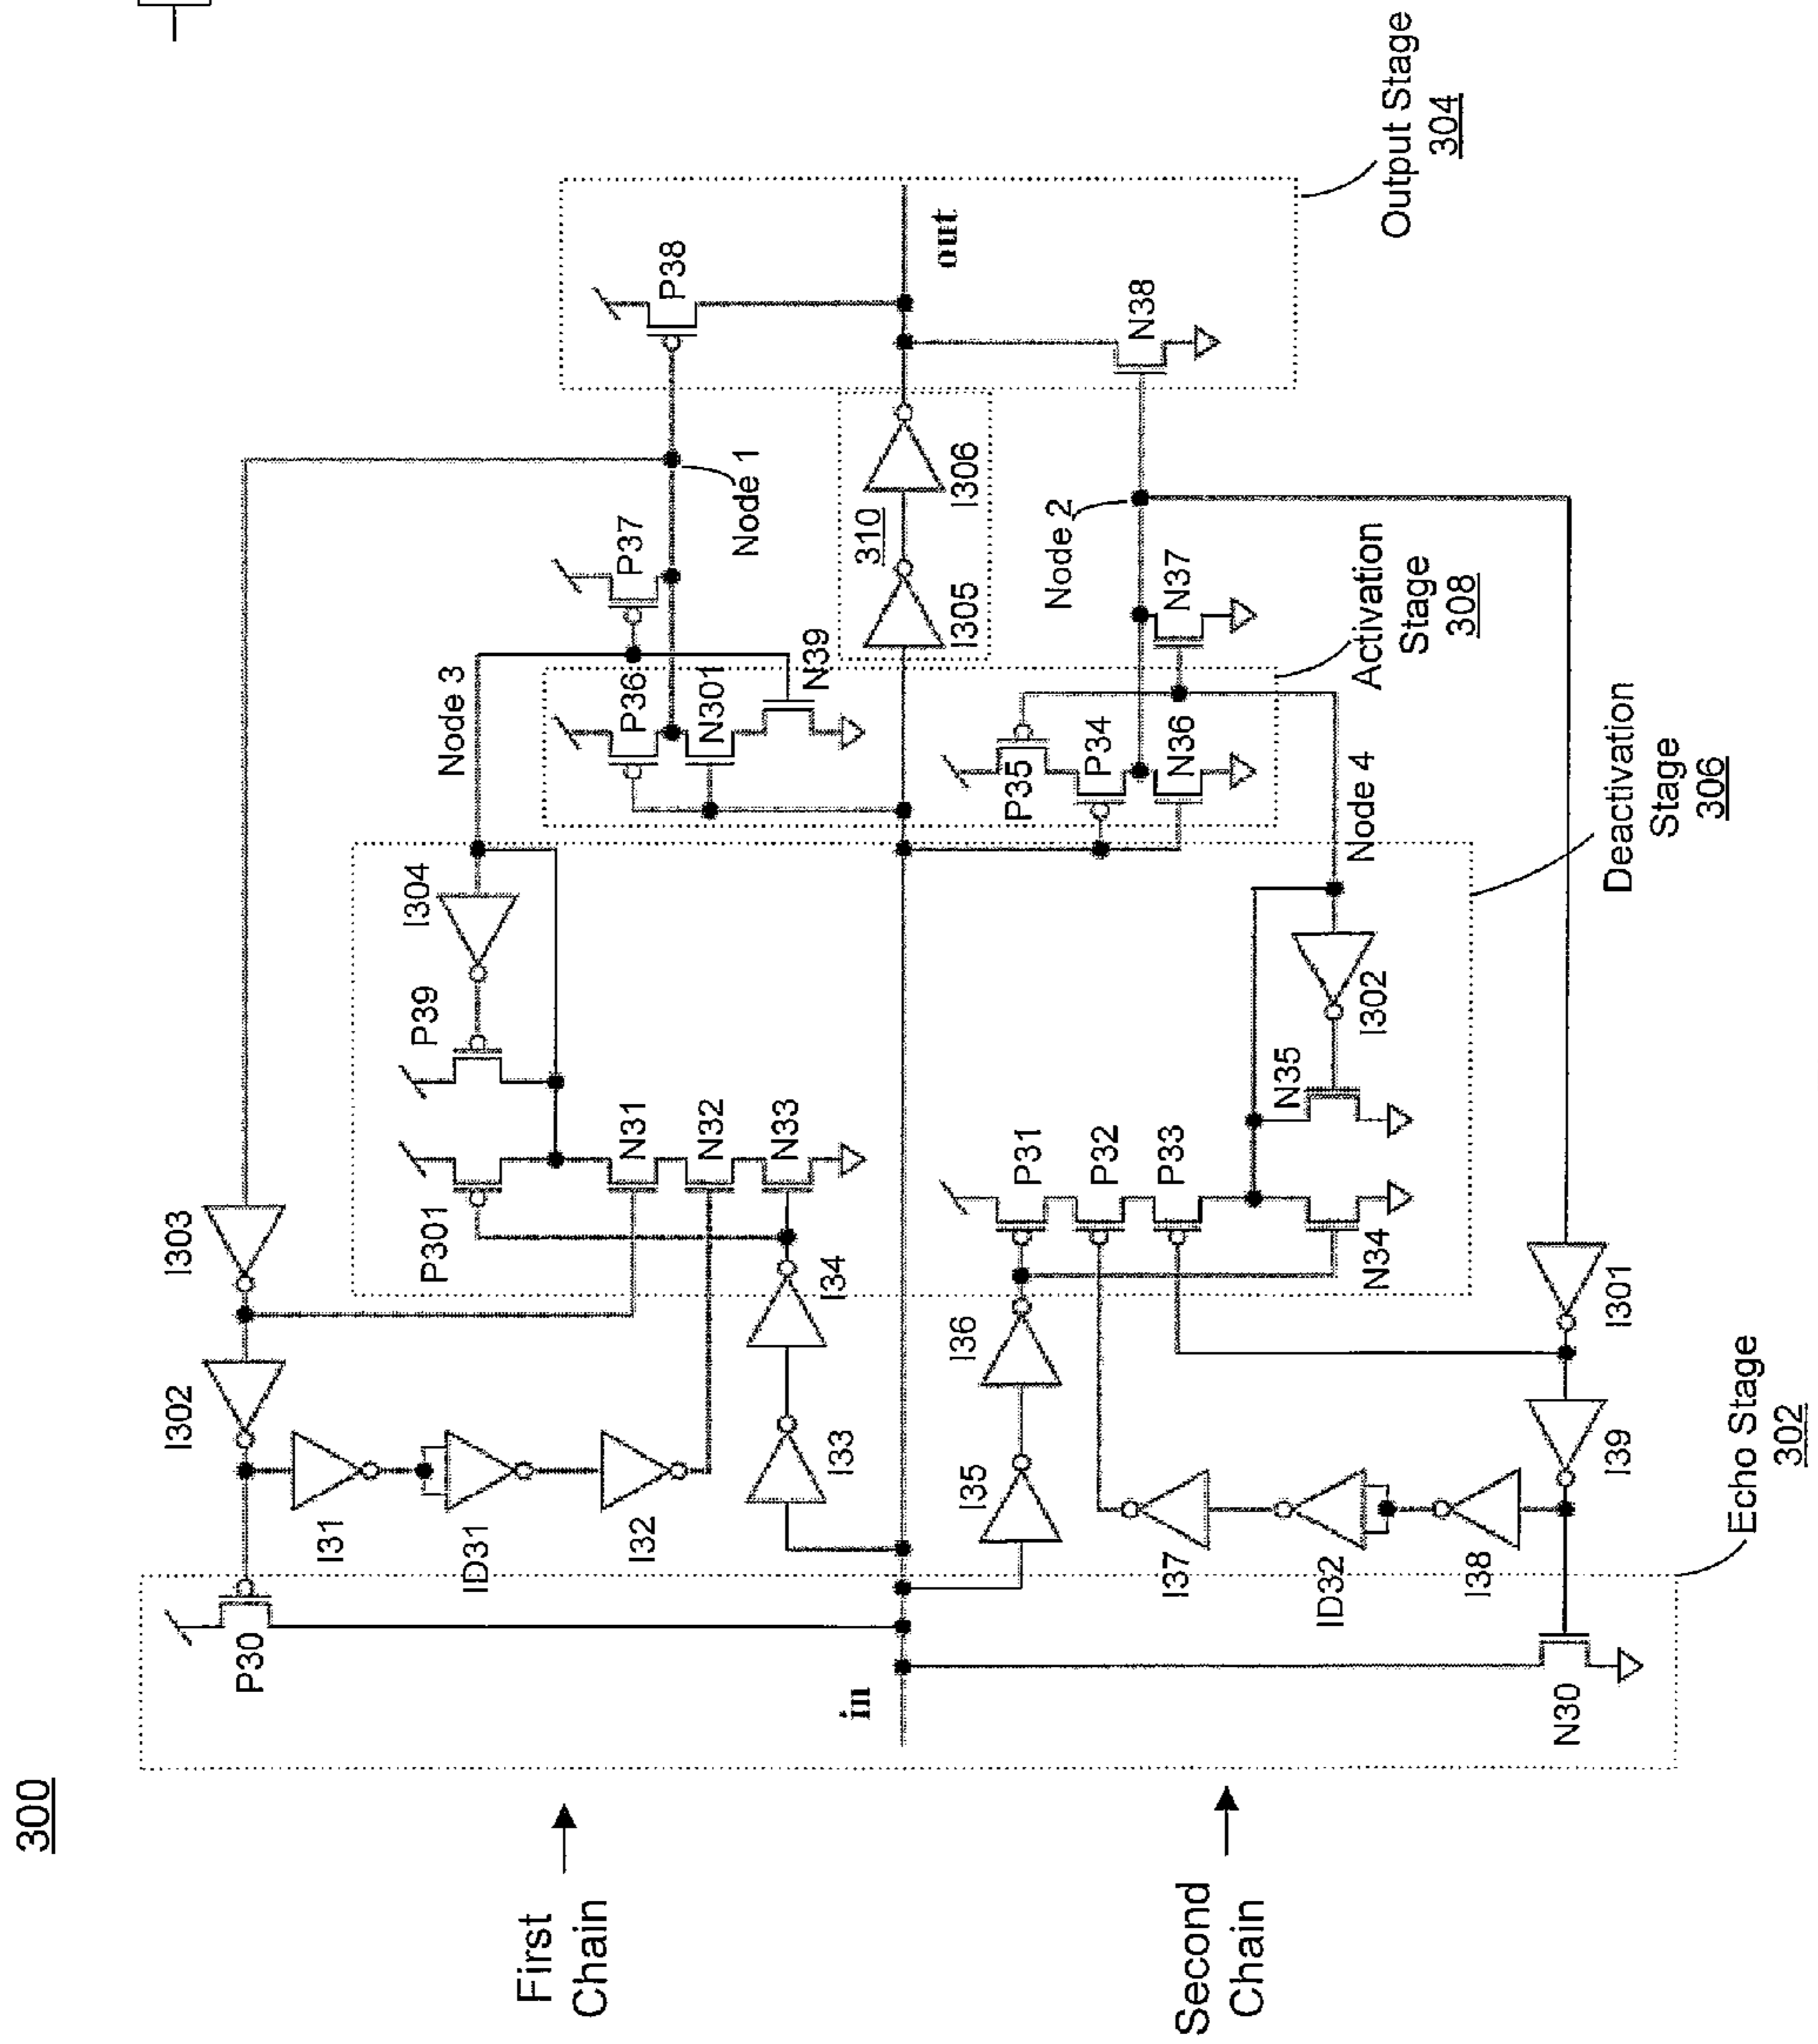 300
First
Chain
Second
Chain
in
P30
N30
Echo Stage
302
I302
I303
I31
ID31
I32
I33
I34
I35
I36
I37
ID32
I38
I39
I301
P301
P39
I304
N31
N32
N33
P31
P32
P33
N34
N35
I302
Deactivation
Stage
306
Node 3
Node 4
P36
N301
N39
P37
P35
P34
N36
N37
Activation
Stage
308
I305
310
I306
Node 1
Node 2
P38
N38
out
Output Stage
304